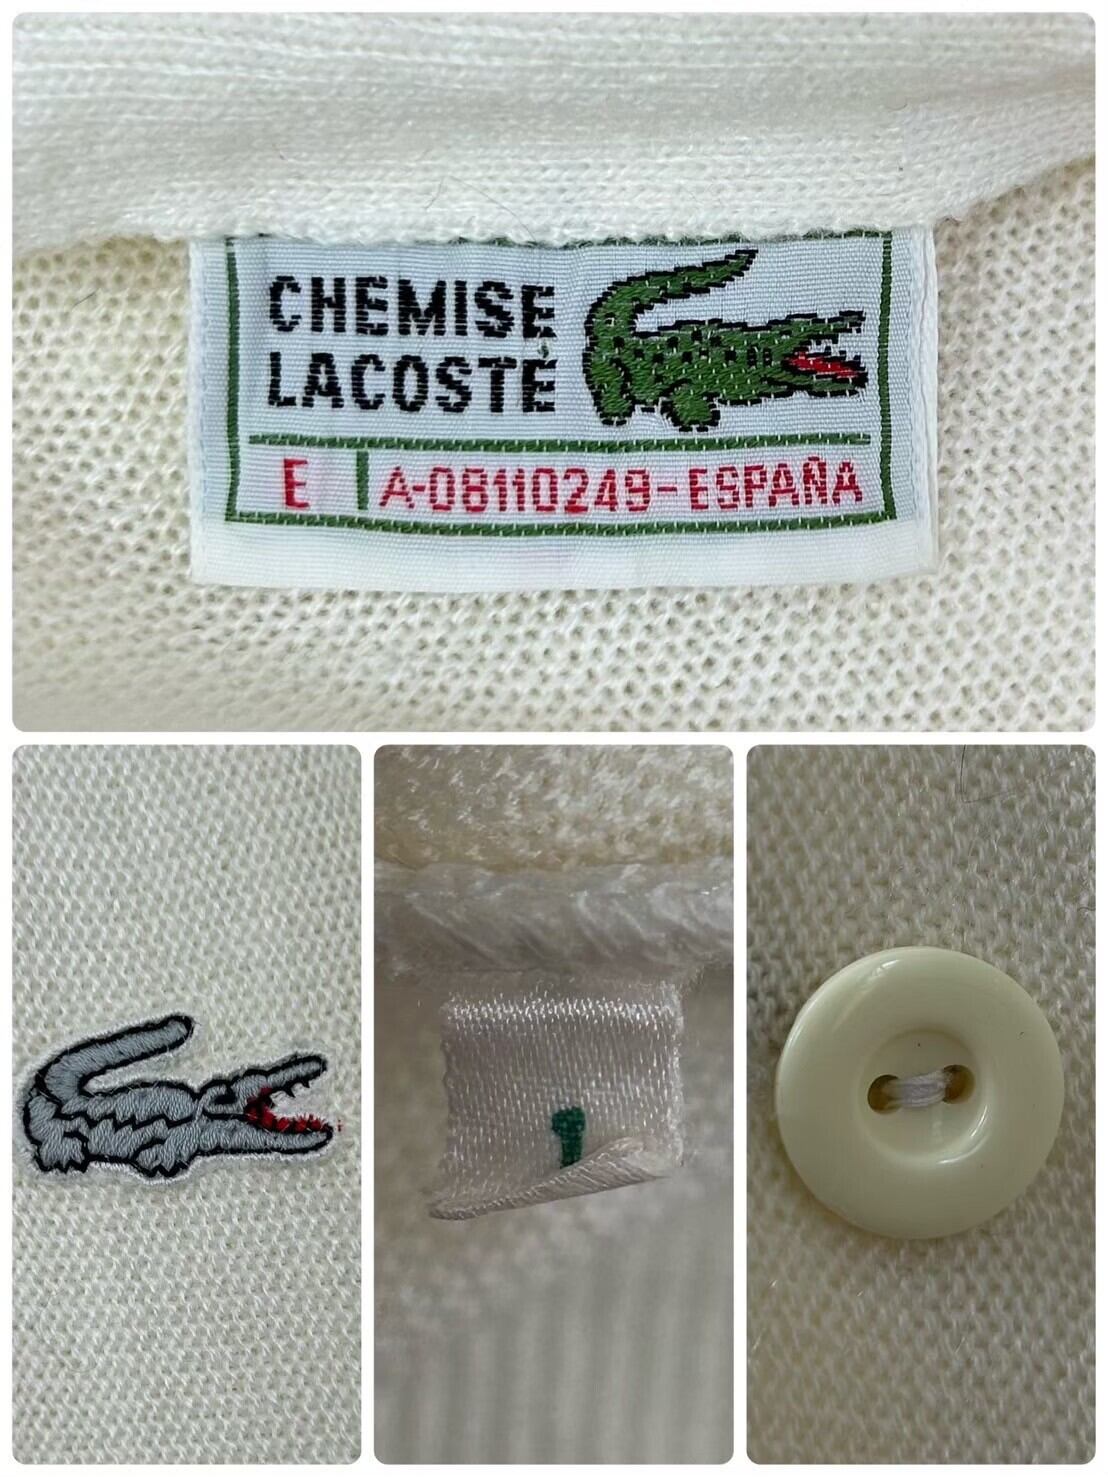 CHEMISE
LACOSTE
E A-08110249-ESPAÑA
1